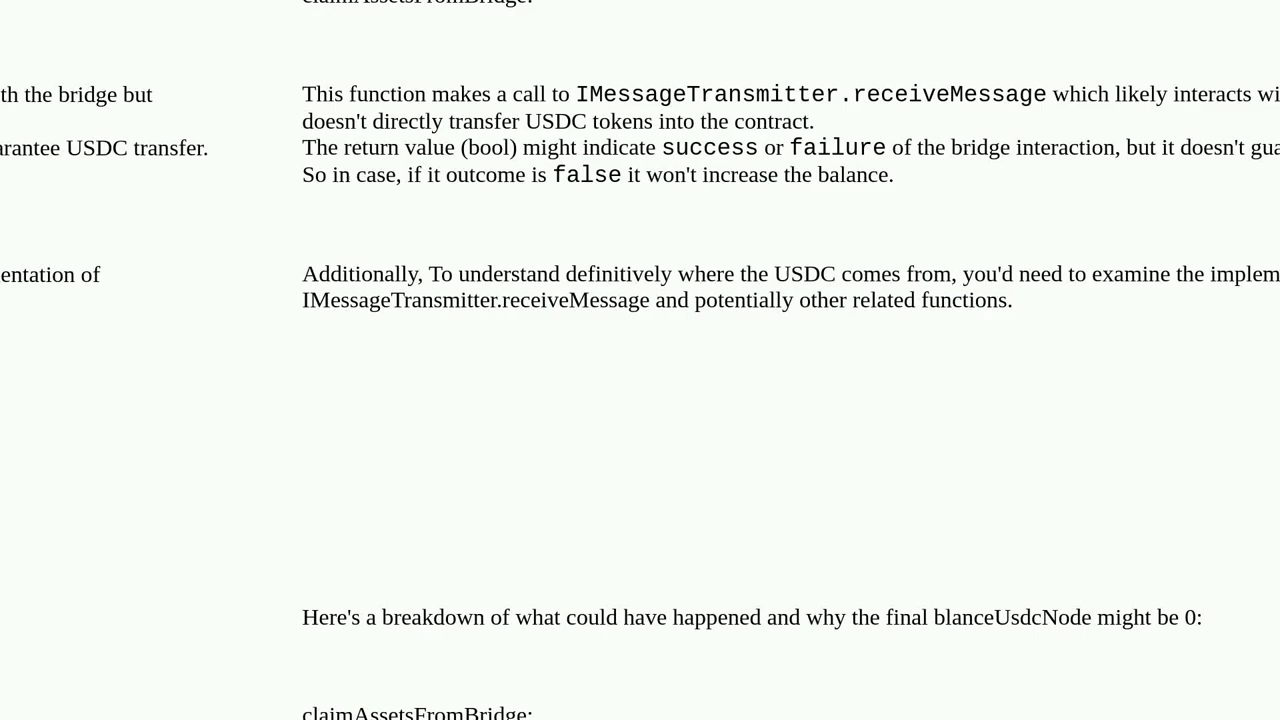 claimAssetsFromBridge:
th the bridge but
This function makes a call to IMessageTransmitter.receiveMessage which likely interacts wi
doesn't directly transfer USDC tokens into the contract.
arantee USDC transfer.
The return value (bool) might indicate success or failure of the bridge interaction, but it doesn't gua
So in case, if it outcome is false it won't increase the balance.
entation of
Additionally, To understand definitively where the USDC comes from, you'd need to examine the implem
IMessageTransmitter.receiveMessage and potentially other related functions.
Here's a breakdown of what could have happened and why the final blanceUsdcNode might be 0:
claimAssetsFromBridge: